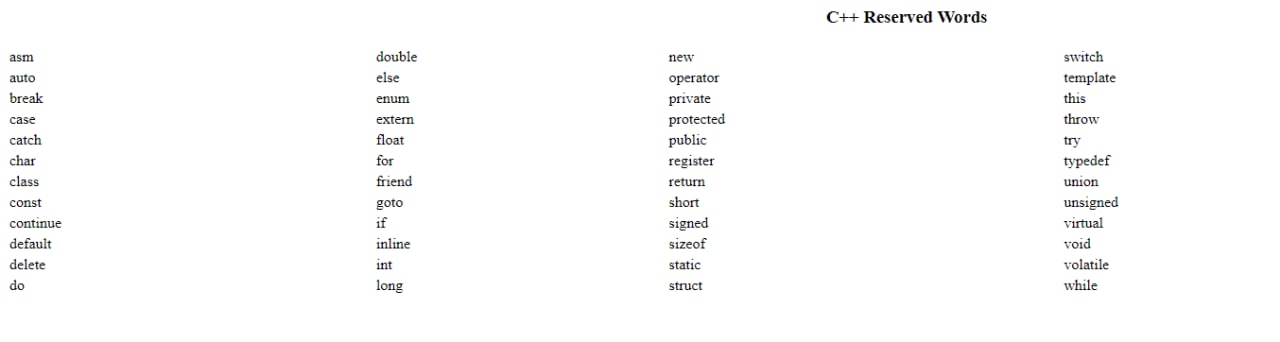 C++ Reserved Words
asm double new switch
auto else operator template
break enum private this
case extern protected throw
catch float public try
char for register typedef
class friend return union
const goto short unsigned
continue if signed virtual
default inline sizeof void
delete int static volatile
do long struct while